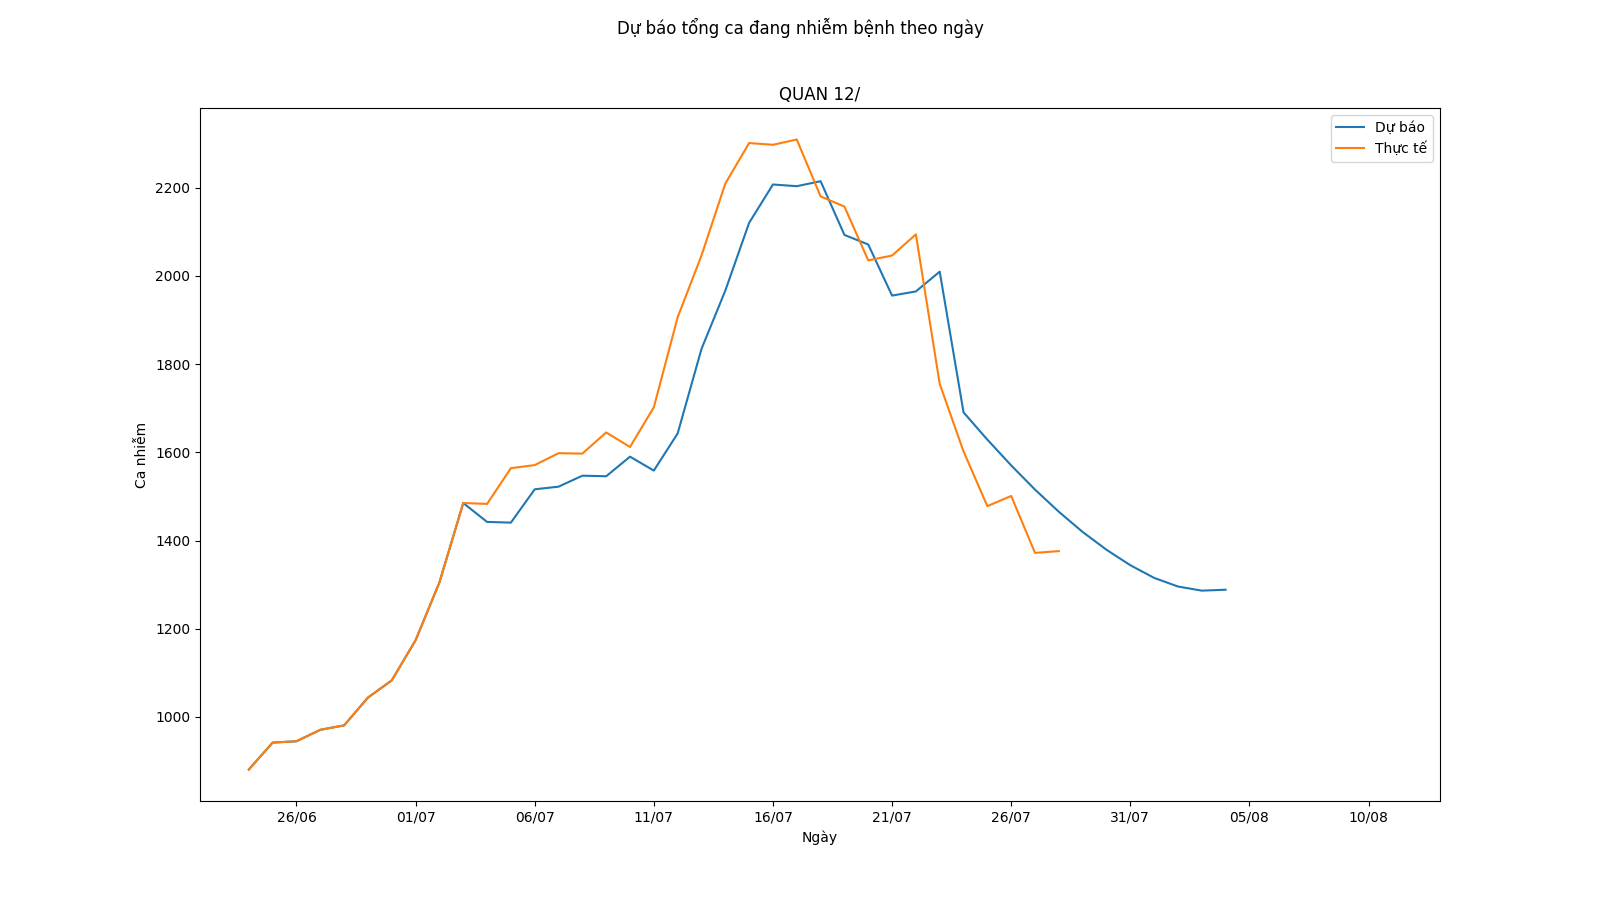 Dự báo tổng ca đang nhiễm bệnh theo ngày
QUAN 12/
Dự báo
Thực tế
Ca nhiễm
2200
2000
1800
1600
1400
1200
1000
26/06 01/07 06/07 11/07 16/07 21/07 26/07 31/07 05/08 10/08
Ngày